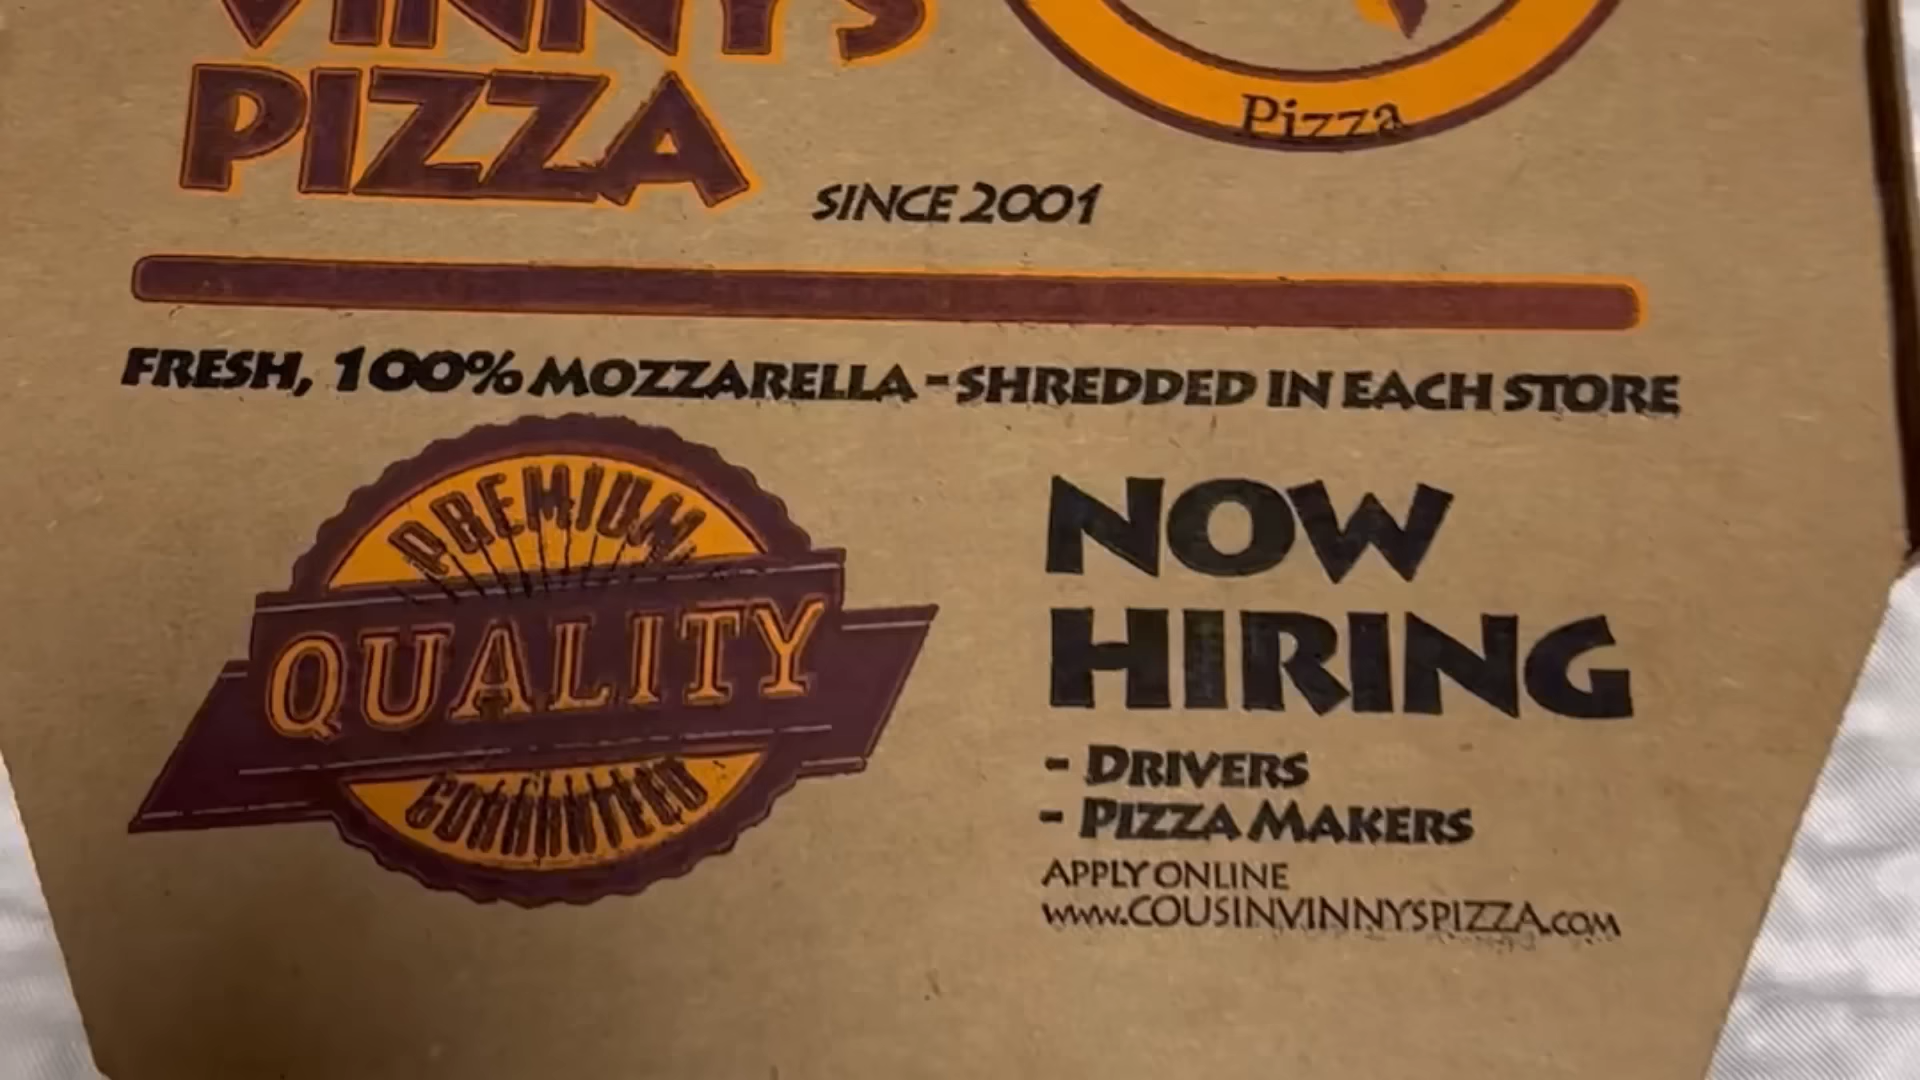 VINNY'S
PIZZA
Pizza
SINCE 2001
FRESH, 100% MOZZARELLA - SHREDDED IN EACH STORE
PREMIUM
QUALITY
GUARANTEED
NOW
HIRING
- DRIVERS
- PIZZA MAKERS
APPLY ONLINE
www.COUSINVINNYSPIZZA.COM